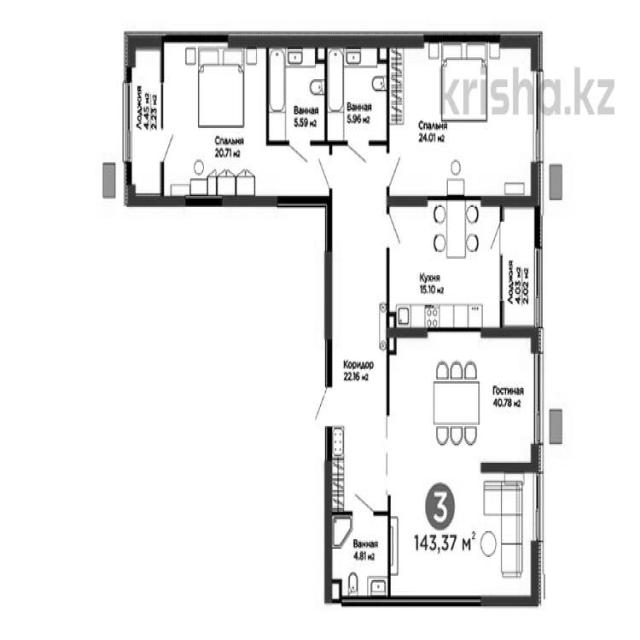 krisha.kz
Лоджия
4.45 м2
2.23 м2
Спальня
20.71 м2
Ванная
5.59 м2
Ванная
5.96 м2
Спальня
24.01 м2
Кухня
15.10 м2
Лоджия
4.03 м2
2.02 м2
Коридор
22.16 м2
Гостиная
40.78 м2
3
143,37 м2
Ванная
4.81 м2